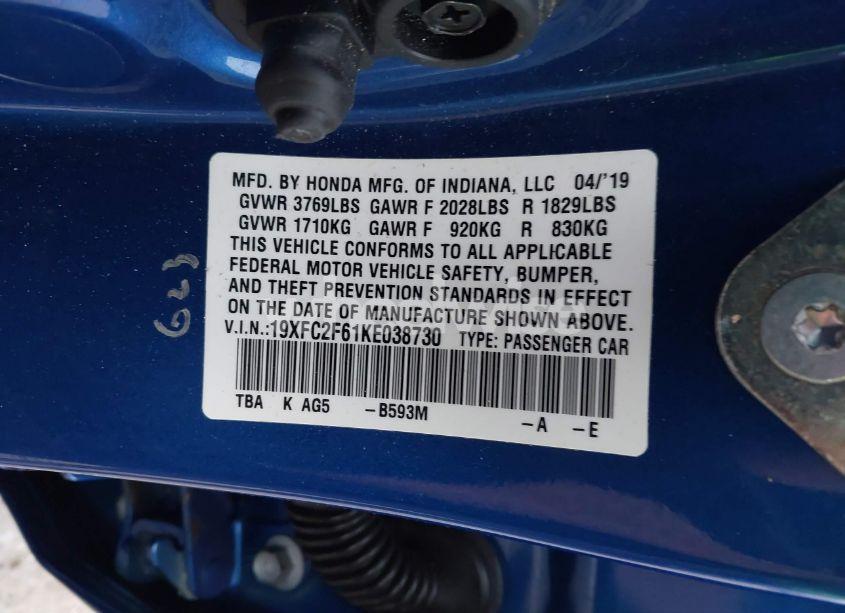 MFD. BY HONDA MFG. OF INDIANA, LLC 04/'19
GVWR 3769LBS GAWR F 2028LBS R 1829LBS
GVWR 1710KG GAWR F 920KG R 830KG
THIS VEHICLE CONFORMS TO ALL APPLICABLE
FEDERAL MOTOR VEHICLE SAFETY, BUMPER,
AND THEFT PREVENTION STANDARDS IN EFFECT
ON THE DATE OF MANUFACTURE SHOWN ABOVE.
V.I.N.:19XFC2F61KE038730 TYPE: PASSENGER CAR
TBA K AG5 -B593M -A -E
623